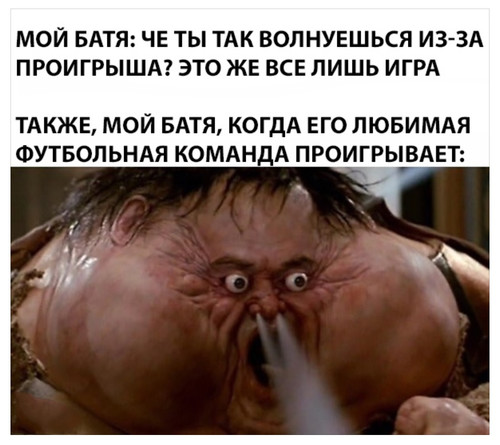 МОЙ БАТЯ: ЧЕ ТЫ ТАК ВОЛНУЕШЬСЯ ИЗ-ЗА
ПРОИГРЫША? ЭТО ЖЕ ВСЕ ЛИШЬ ИГРА
ТАКЖЕ, МОЙ БАТЯ, КОГДА ЕГО ЛЮБИМАЯ
ФУТБОЛЬНАЯ КОМАНДА ПРОИГРЫВАЕТ: